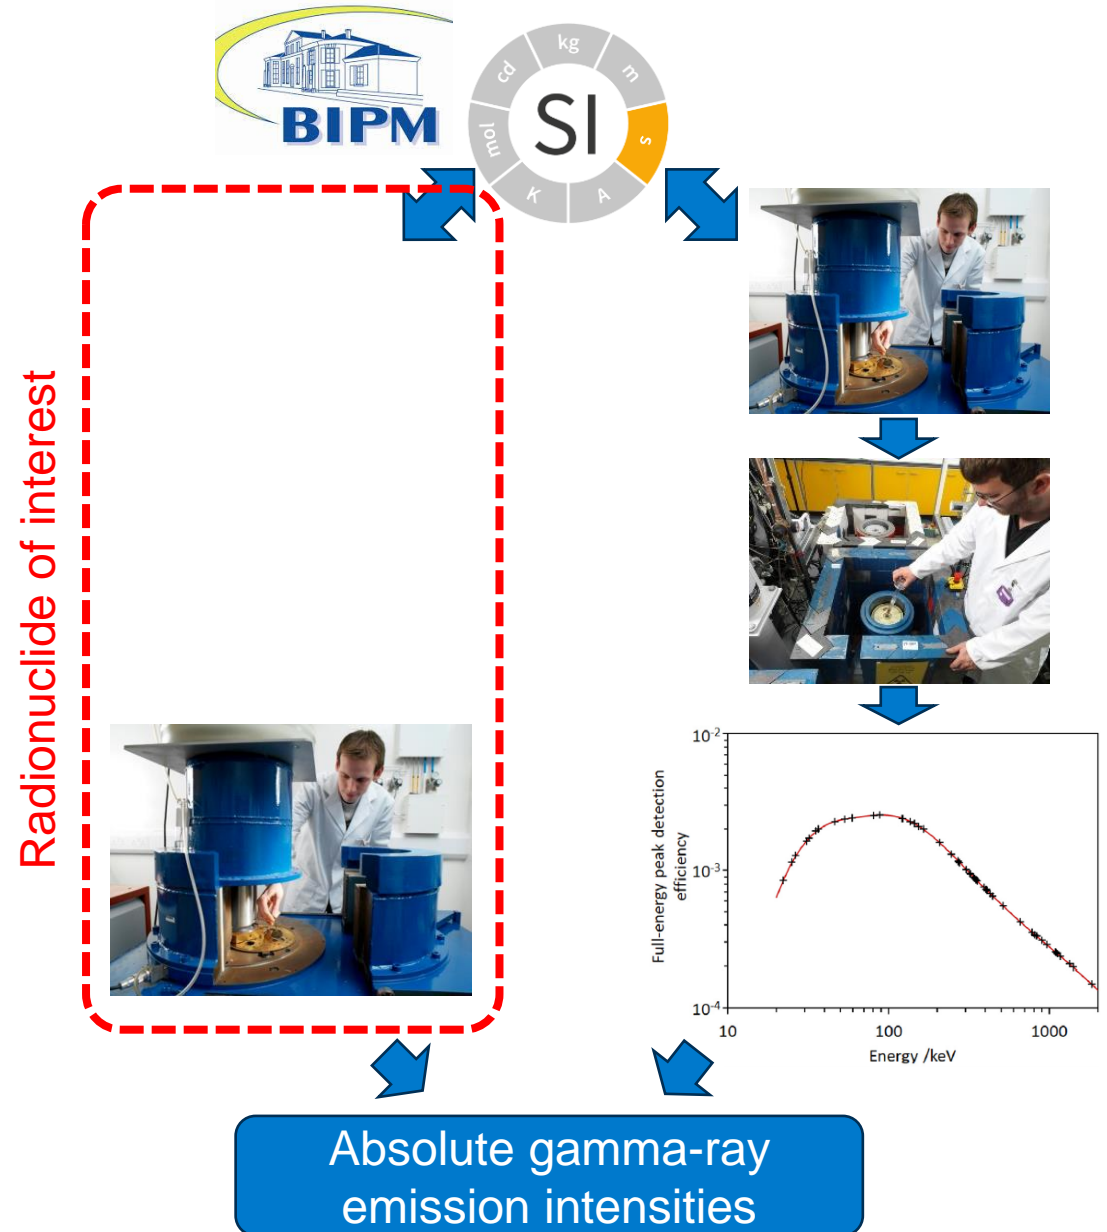 BIPM
SI
kg
m
s
A
K
mol
cd
Radionuclide of interest
Full-energy peak detection
efficiency
10-2
10-3
10-4
10
100
1000
Energy /keV
Absolute gamma-ray
emission intensities